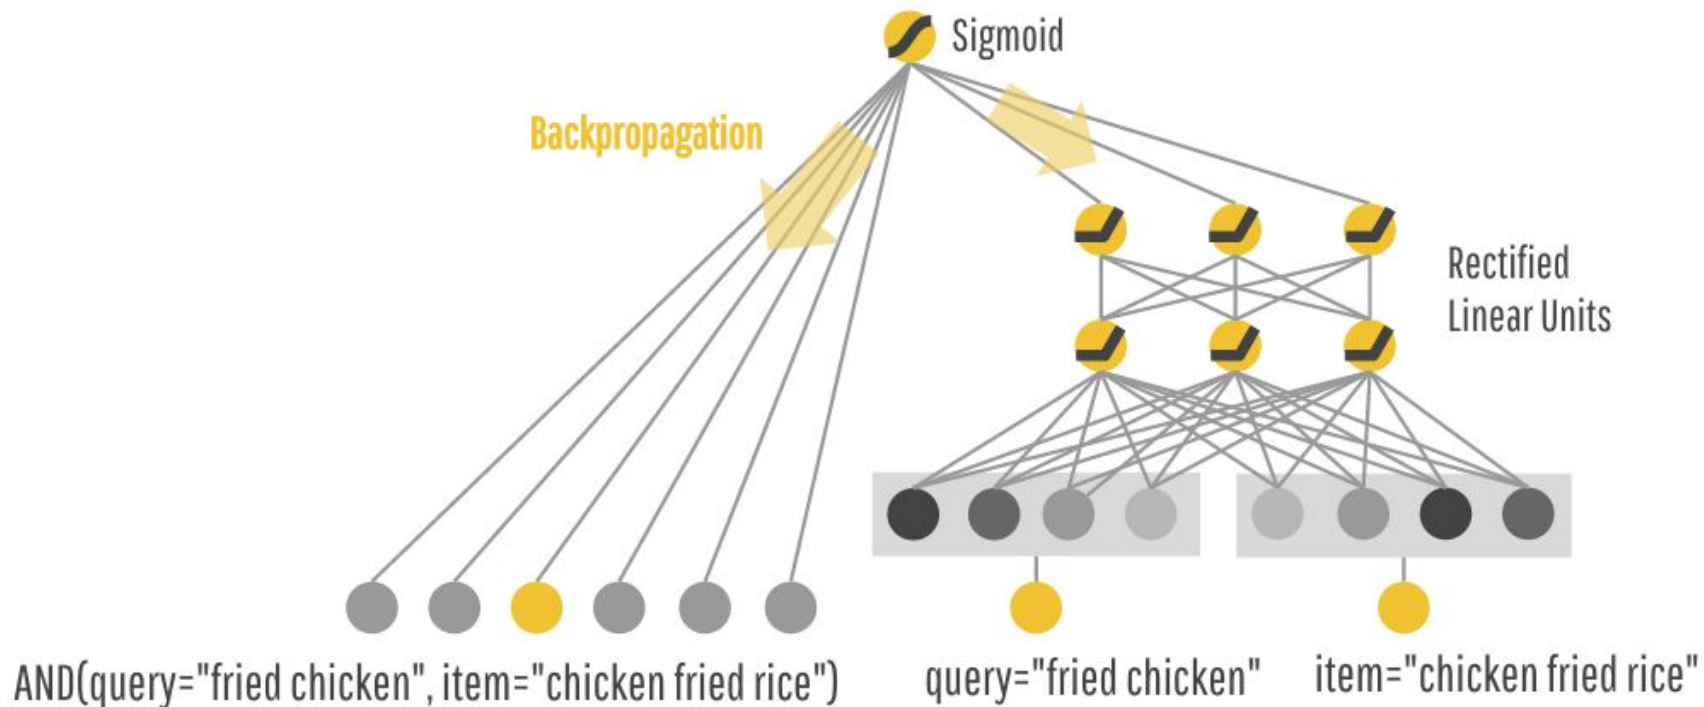 Sigmoid
Backpropagation
Rectified
Linear Units
AND(query="fried chicken", item="chicken fried rice")
query="fried chicken"
item="chicken fried rice"